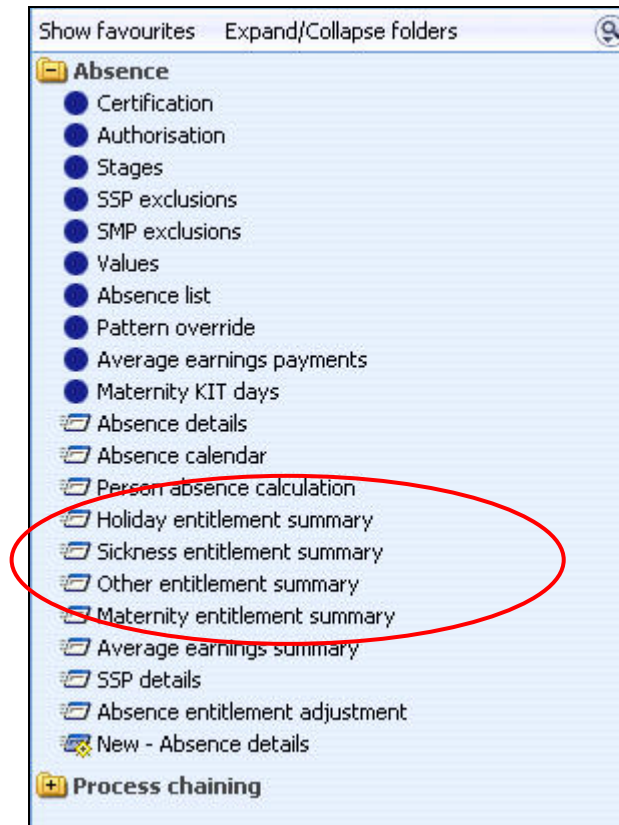 Show favourites Expand/Collapse folders
Absence
Certification
Authorisation
Stages
SSP exclusions
SMP exclusions
Values
Absence list
Pattern override
Average earnings payments
Maternity KIT days
Absence details
Absence calendar
Person absence calculation
Holiday entitlement summary
Sickness entitlement summary
Other entitlement summary
Maternity entitlement summary
Average earnings summary
SSP details
Absence entitlement adjustment
New - Absence details
Process chaining